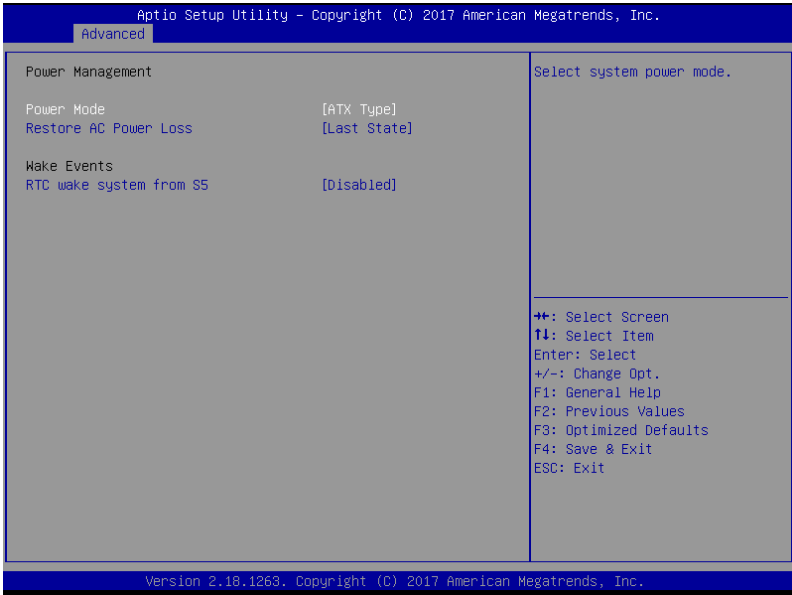 Aptio Setup Utility – Copyright (C) 2017 American Megatrends, Inc.
Advanced
Power Management
Power Mode [ATX Type]
Restore AC Power Loss [Last State]
Wake Events
RTC wake system from S5 [Disabled]
Select system power mode.
→←: Select Screen
↑↓: Select Item
Enter: Select
+/-: Change Opt.
F1: General Help
F2: Previous Values
F3: Optimized Defaults
F4: Save & Exit
ESC: Exit
Version 2.18.1263. Copyright (C) 2017 American Megatrends, Inc.